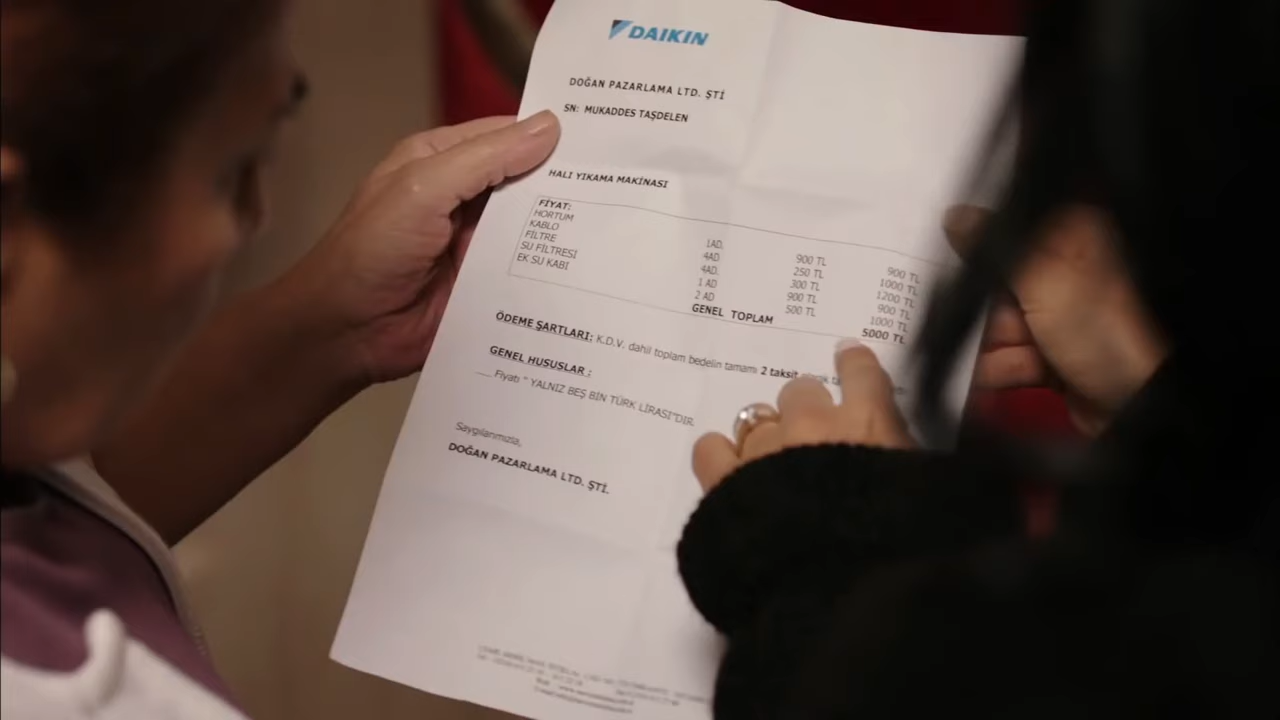 DAIKIN
DOĞAN PAZARLAMA LTD. ŞTİ
SN: MUKADDES TAŞDELEN
HALI YIKAMA MAKİNASI
FİYAT:
HORTUM 1AD. 900 TL 900 TL
KABLO 4AD. 250 TL 1000 TL
FİLTRE 4AD. 300 TL 1200 TL
SU FİLTRESİ 1 AD 900 TL 900 TL
EK SU KABI 2 AD 500 TL 1000 TL
GENEL TOPLAM 5000 TL
ÖDEME ŞARTLARI: K.D.V. dahil toplam bedelin tamamı 2 taksit
GENEL HUSUSLAR :
Fiyatı " YALNIZ BEŞ BİN TÜRK LİRASI"DIR.
Saygılarımızla,
DOĞAN PAZARLAMA LTD. ŞTİ.